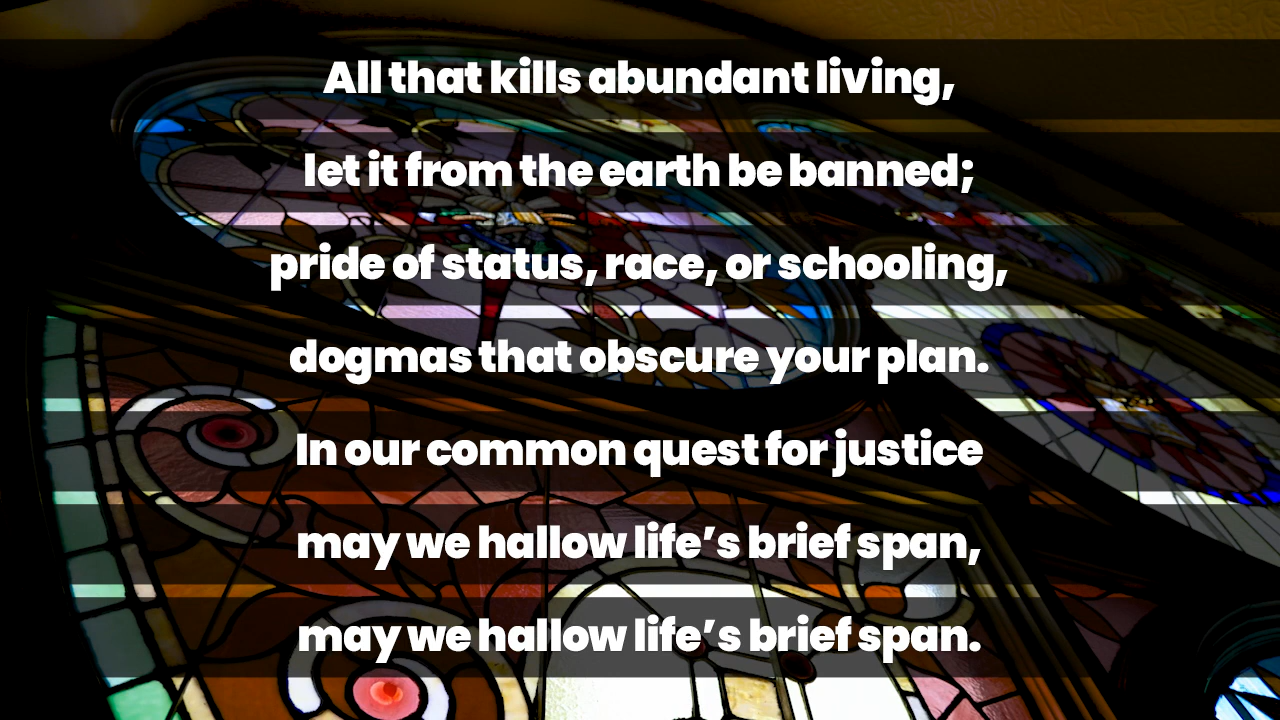 All that kills abundant living,
let it from the earth be banned;
pride of status, race, or schooling,
dogmas that obscure your plan.
In our common quest for justice
may we hallow life’s brief span,
may we hallow life’s brief span.